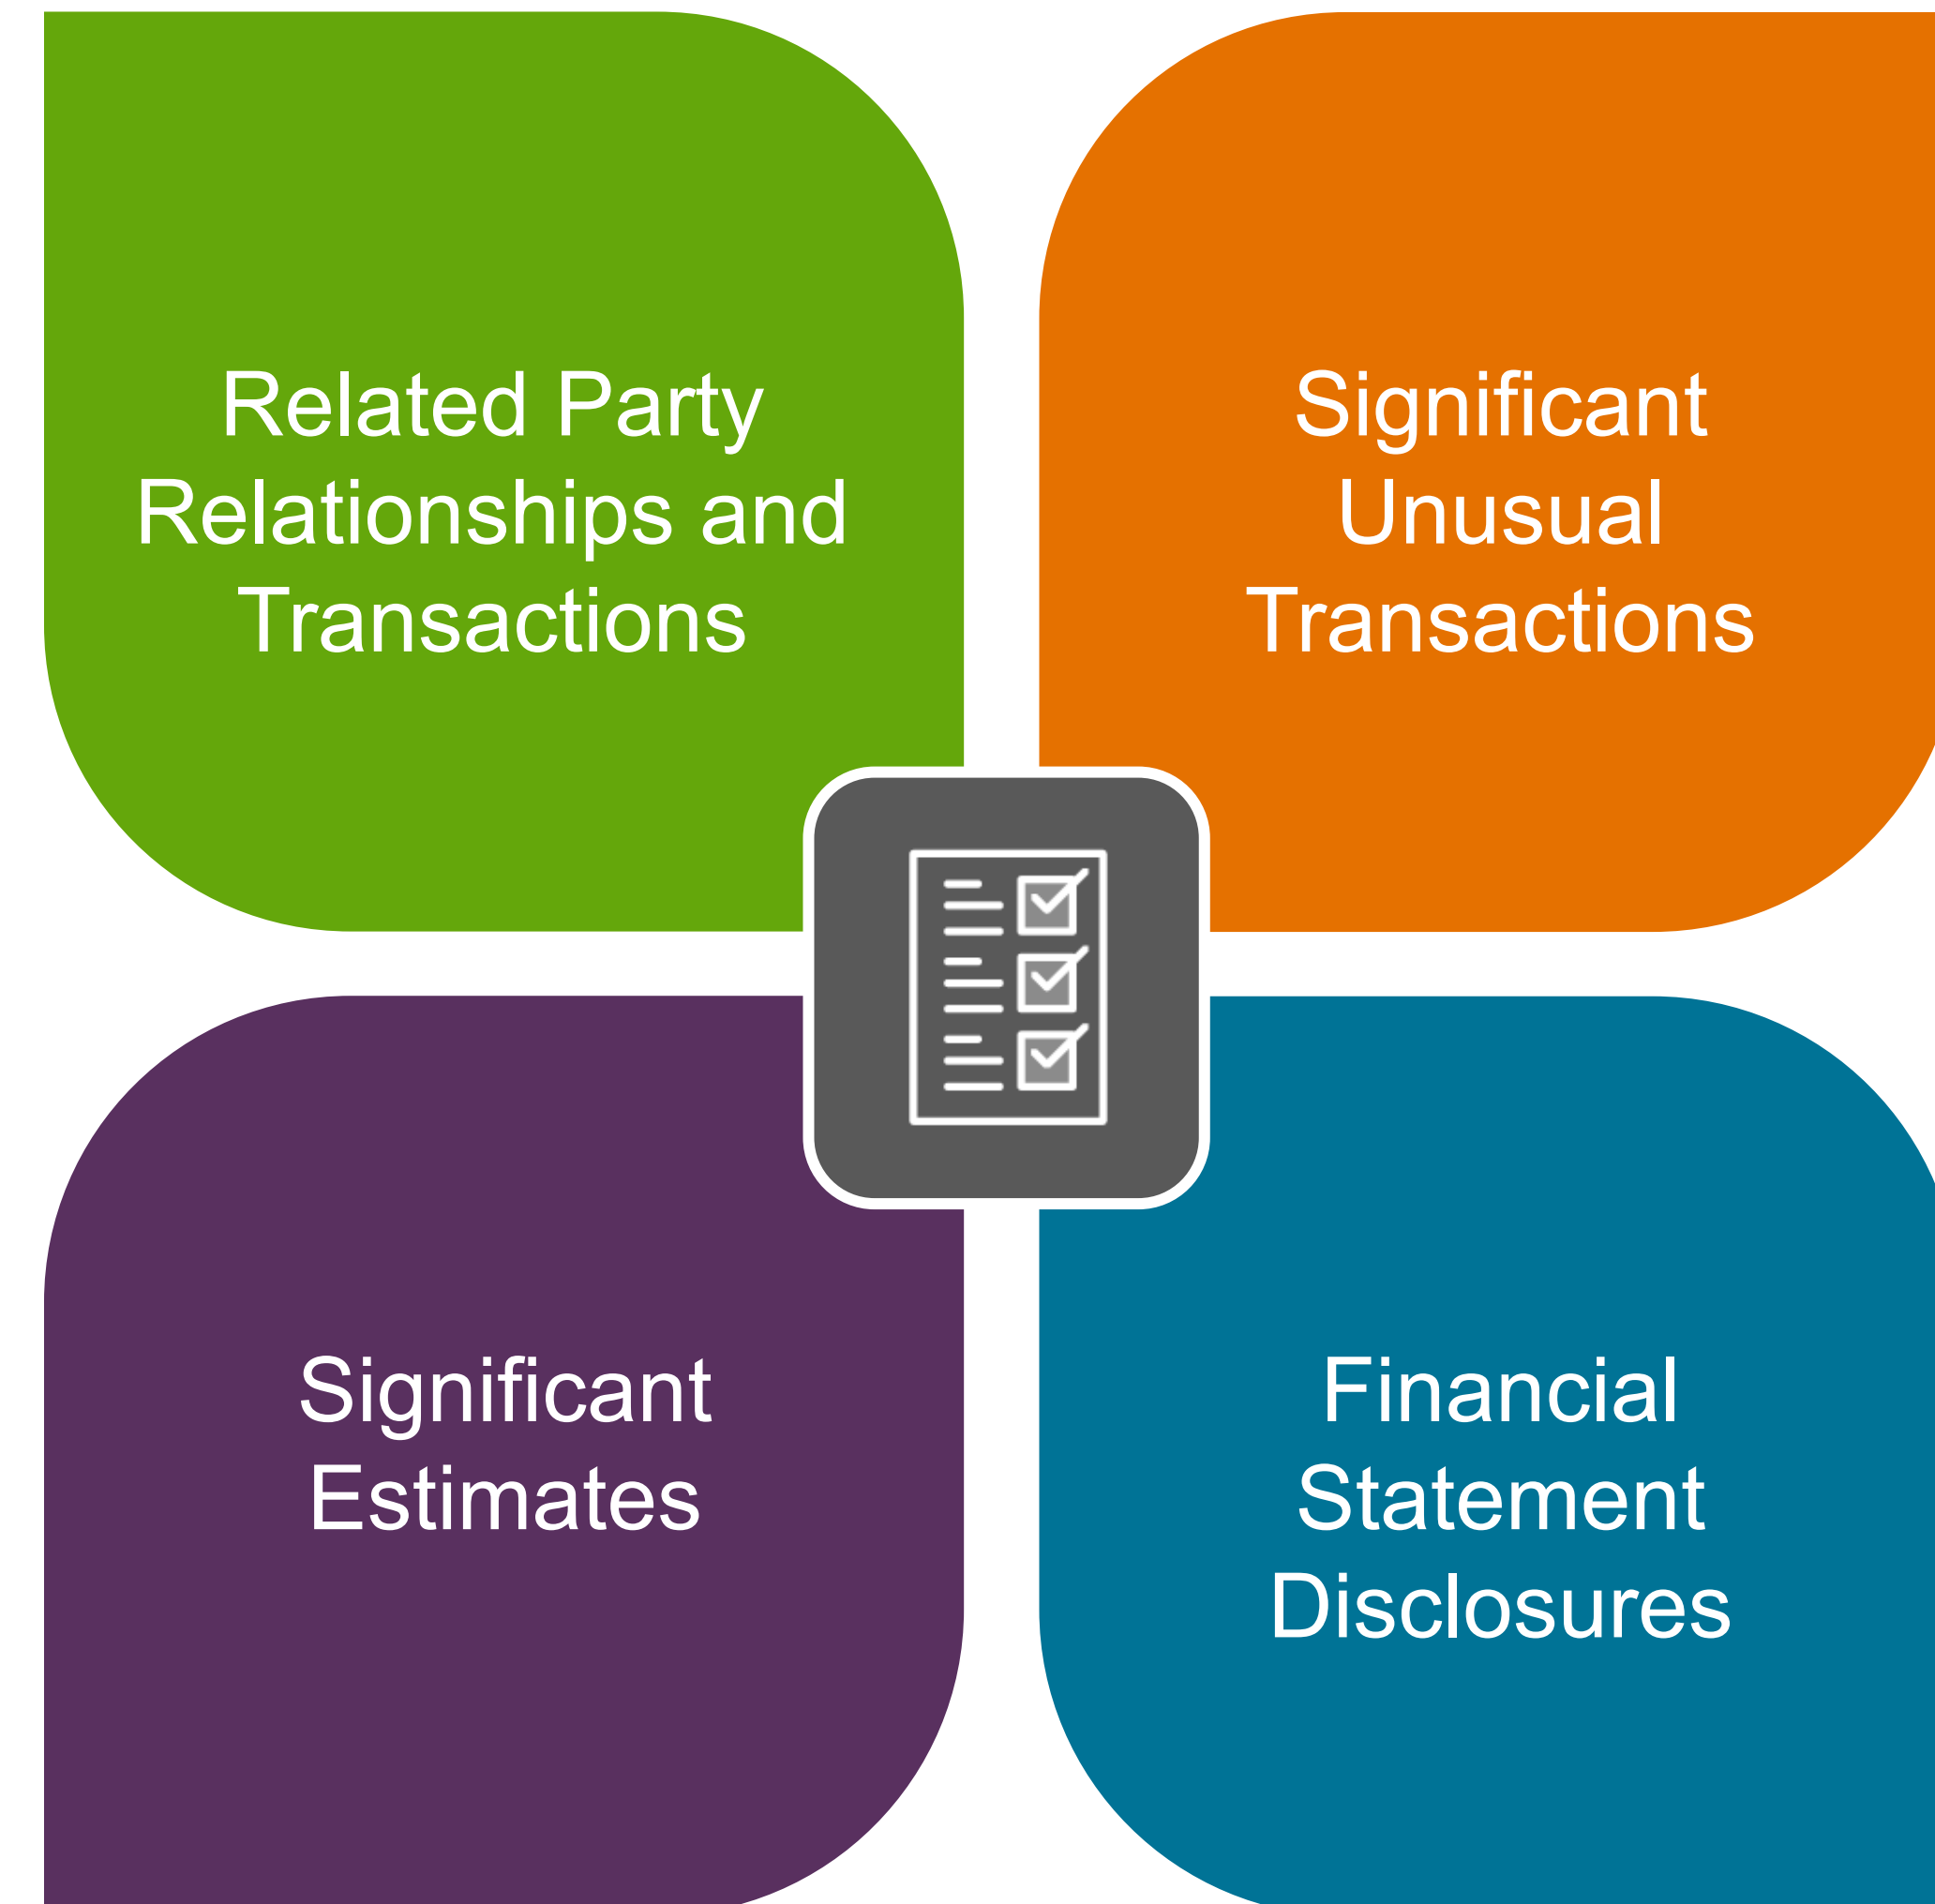 Related Party
Relationships and
Transactions
Significant
Unusual
Transactions
Significant
Estimates
Financial
Statement
Disclosures